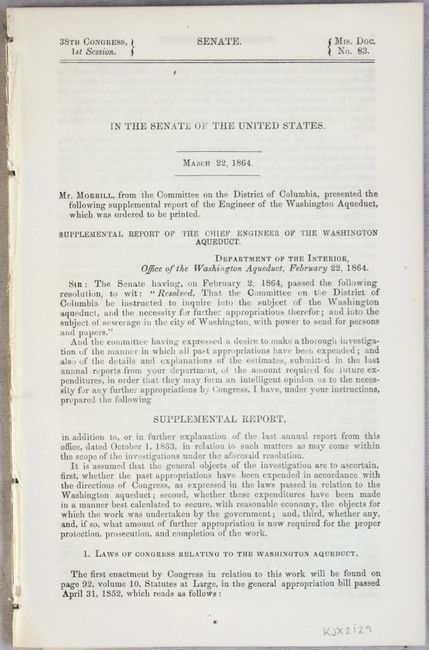 38TH CONGRESS, SENATE. MIS. DOC.
1st Session. No. 83.
IN THE SENATE OF THE UNITED STATES.
MARCH 22, 1864.
Mr. MORRILL, from the Committee on the District of Columbia, presented the
following supplemental report of the Engineer of the Washington Aqueduct,
which was ordered to be printed.
SUPPLEMENTAL REPORT OF THE CHIEF ENGINEER OF THE WASHINGTON
AQUEDUCT.
DEPARTMENT OF THE INTERIOR,
Office of the Washington Aqueduct, February 22, 1864.
SIR: The Senate having, on February 2, 1864, passed the following
resolution, to wit: "Resolved, That the Committee on the District of
Columbia be instructed to inquire into the subject of the Washington
aqueduct, and the necessity for further appropriations therefor; and into the
subject of sewerage in the city of Washington, with power to send for persons
and papers."
And the committee having expressed a desire to make a thorough investiga-
tion of the manner in which all past appropriations have been expended; and
also of the details and explanations of the estimates, submitted in the last
annual reports from your department, of the amount required for future ex-
penditures, in order that they may form an intelligent opinion as to the neces-
sity for any further appropriations by Congress, I have, under your instructions,
prepared the following
SUPPLEMENTAL REPORT,
in addition to, or in further explanation of the last annual report from this
office, dated October 1, 1863, in relation to such matters as may come within
the scope of the investigations under the aforesaid resolution.
It is assumed that the general objects of the investigation are to ascertain,
first, whether the past appropriations have been expended in accordance with
the directions of Congress, as expressed in the laws passed in relation to the
Washington aqueduct; second, whether these expenditures have been made
in a manner best calculated to secure, with reasonable economy, the objects for
which the work was undertaken by the government; and, third, whether any,
and, if so, what amount of further appropriation is now required for the proper
protection, prosecution, and completion of the work.
1. LAWS OF CONGRESS RELATING TO THE WASHINGTON AQUEDUCT.
The first enactment by Congress in relation to this work will be found on
page 92, volume 10, Statutes at Large, in the general appropriation bill passed
April 31, 1852, which reads as follows:
KJX2129